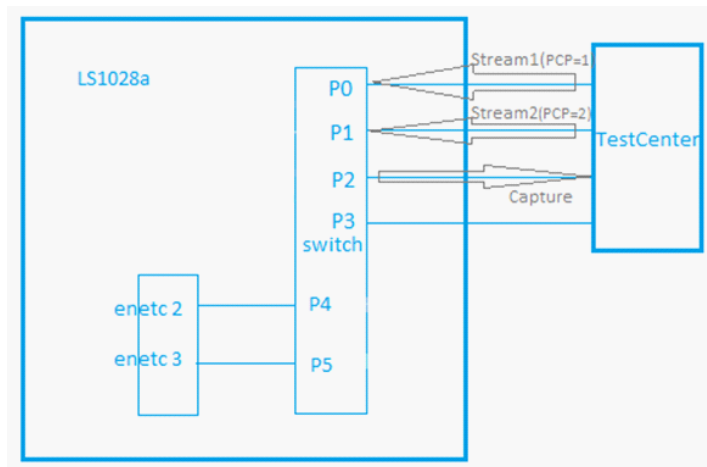 Stream1(PCP=1
LS1028a
P0
Stream2(PCP=2)
P1
TestCenter
P2
Capture
P3
switch
enetc 2
P4
enetc 3
P5